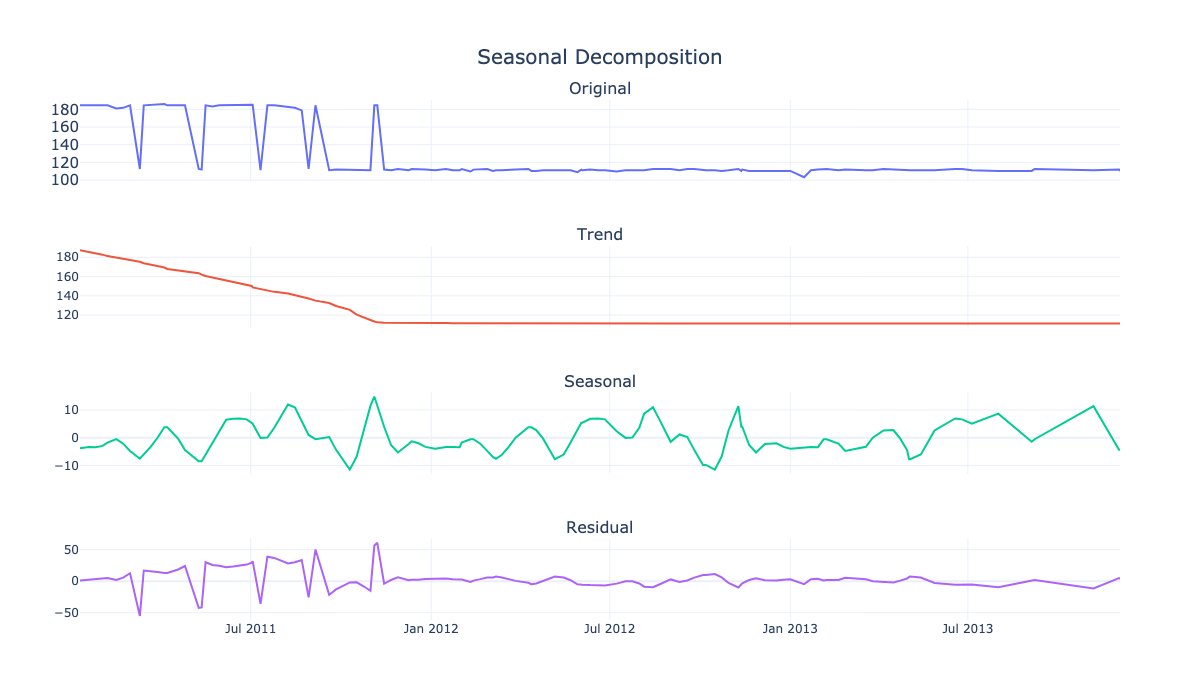 Seasonal Decomposition
Original
180
160
140
120
100
Trend
180
160
140
120
Seasonal
10
0
−10
Residual
50
0
−50
Jul 2011 Jan 2012 Jul 2012 Jan 2013 Jul 2013